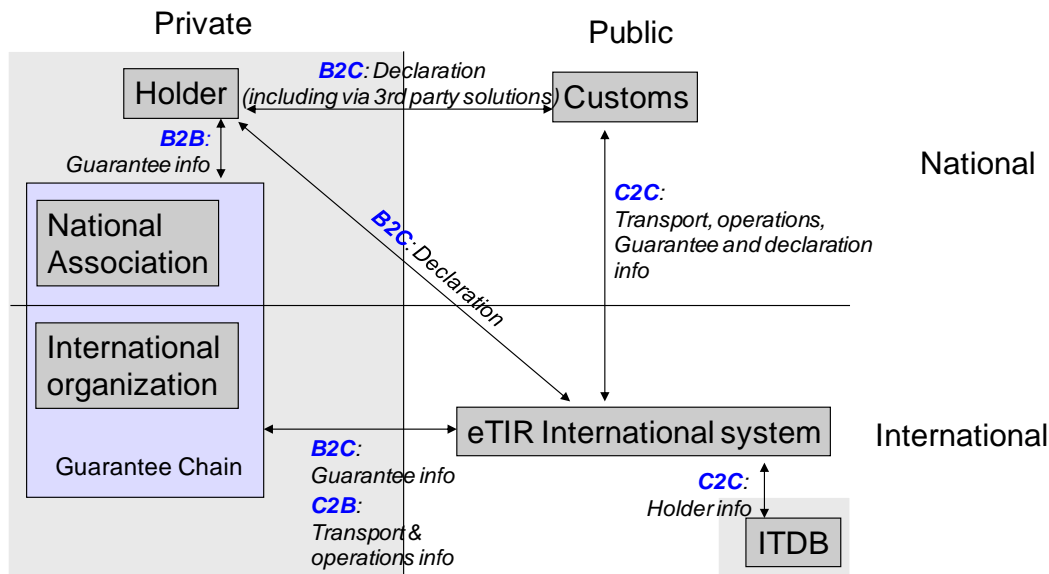 Private
Public
B2C: Declaration
(including via 3rd party solutions)
Holder
Customs
B2B:
Guarantee info
National
National
Association
B2C: Declaration
C2C:
Transport, operations,
Guarantee and declaration
info
International
organization
Guarantee Chain
eTIR International system
International
B2C:
Guarantee info
C2B:
Transport &
operations info
C2C:
Holder info
ITDB